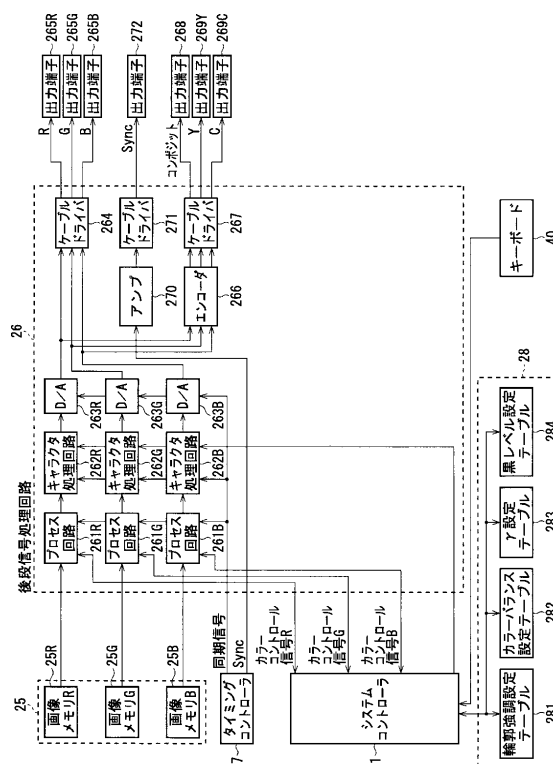 後段信号処理回路
26
25
25R
画像
メモリR
25G
画像
メモリG
25B
画像
メモリB
プロセス
回路
261R
プロセス
回路
261G
プロセス
回路
261B
キャラクタ
処理回路
262R
キャラクタ
処理回路
262G
キャラクタ
処理回路
262B
D/A
263R
D/A
263G
D/A
263B
ケーブル
ドライバ
264
アンプ
270
ケーブル
ドライバ
271
エンコーダ
266
ケーブル
ドライバ
267
R
出力端子
265R
G
出力端子
265G
B
出力端子
265B
Sync
出力端子
272
コンポジット
出力端子
268
Y
出力端子
269Y
C
出力端子
269C
同期信号
Sync
タイミング
コントローラ
7
カラー
コントロール
信号R
カラー
コントロール
信号G
カラー
コントロール
信号B
システム
コントローラ
1
キーボード
40
28
輪郭強調設定
テーブル
281
カラーバランス
設定テーブル
282
γ設定
テーブル
283
黒レベル設定
テーブル
284